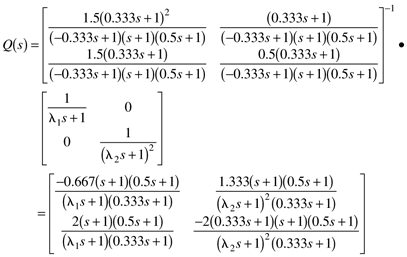 Q(s) = [ 1.5(0.333s+1)² / (-0.333s+1)(s+1)(0.5s+1)   (0.333s+1) / (-0.333s+1)(s+1)(0.5s+1) ]⁻¹ •
[ 1.5(0.333s+1) / (-0.333s+1)(s+1)(0.5s+1)   0.5(0.333s+1) / (-0.333s+1)(s+1)(0.5s+1) ]
[ 1 / λ₁s+1   0 ]
[ 0   1 / (λ₂s+1)² ]
= [ -0.667(s+1)(0.5s+1) / (λ₁s+1)(0.333s+1)   1.333(s+1)(0.5s+1) / (λ₂s+1)²(0.333s+1) ]
[ 2(s+1)(0.5s+1) / (λ₁s+1)(0.333s+1)   -2(0.333s+1)(s+1)(0.5s+1) / (λ₂s+1)²(0.333s+1) ]